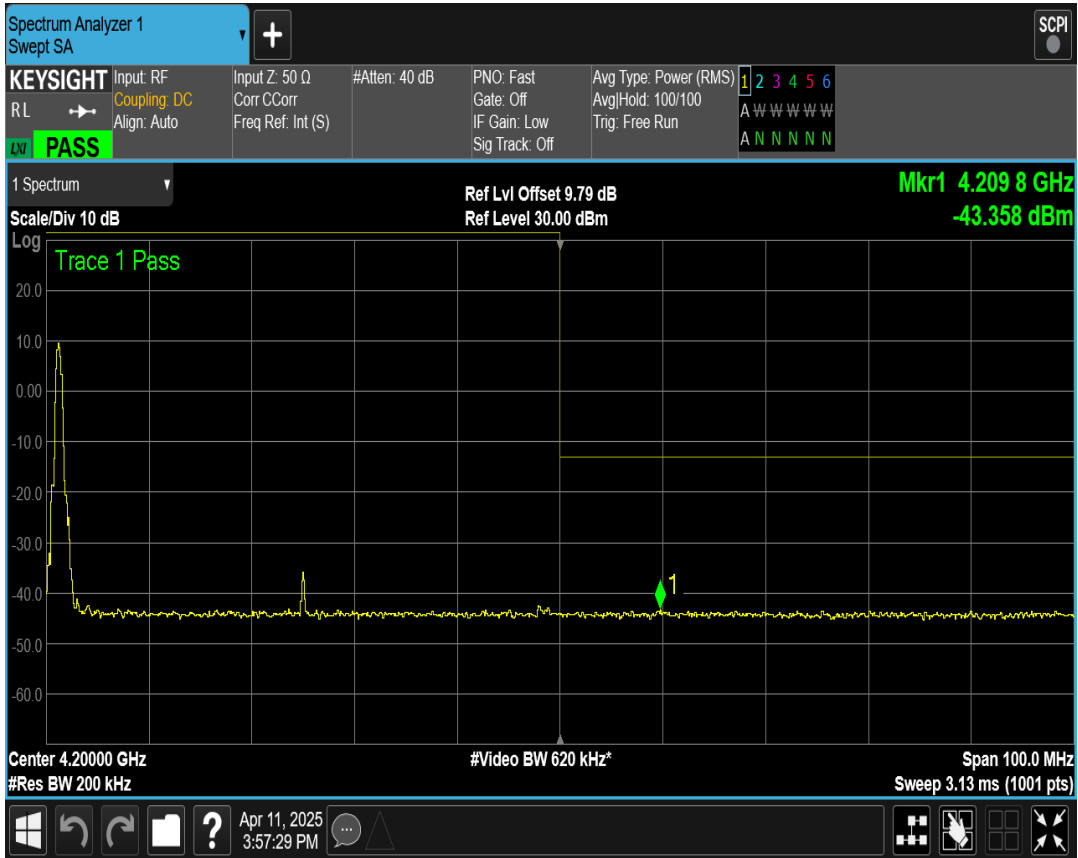 Spectrum Analyzer 1
Swept SA
+
SCPI
KEYSIGHT
RL
LXI PASS
Input: RF
Coupling: DC
Align: Auto
Input Z: 50 Ω
Corr CCorr
Freq Ref: Int (S)
#Atten: 40 dB
PNO: Fast
Gate: Off
IF Gain: Low
Sig Track: Off
Avg Type: Power (RMS)
Avg|Hold: 100/100
Trig: Free Run
1 2 3 4 5 6
A W W W W W
A N N N N N
1 Spectrum
Scale/Div 10 dB
Ref Lvl Offset 9.79 dB
Ref Level 30.00 dBm
Mkr1 4.209 8 GHz
-43.358 dBm
Log
Trace 1 Pass
20.0
10.0
0.00
-10.0
-20.0
-30.0
-40.0
-50.0
-60.0
1
Center 4.20000 GHz
#Res BW 200 kHz
#Video BW 620 kHz*
Span 100.0 MHz
Sweep 3.13 ms (1001 pts)
?
Apr 11, 2025
3:57:29 PM